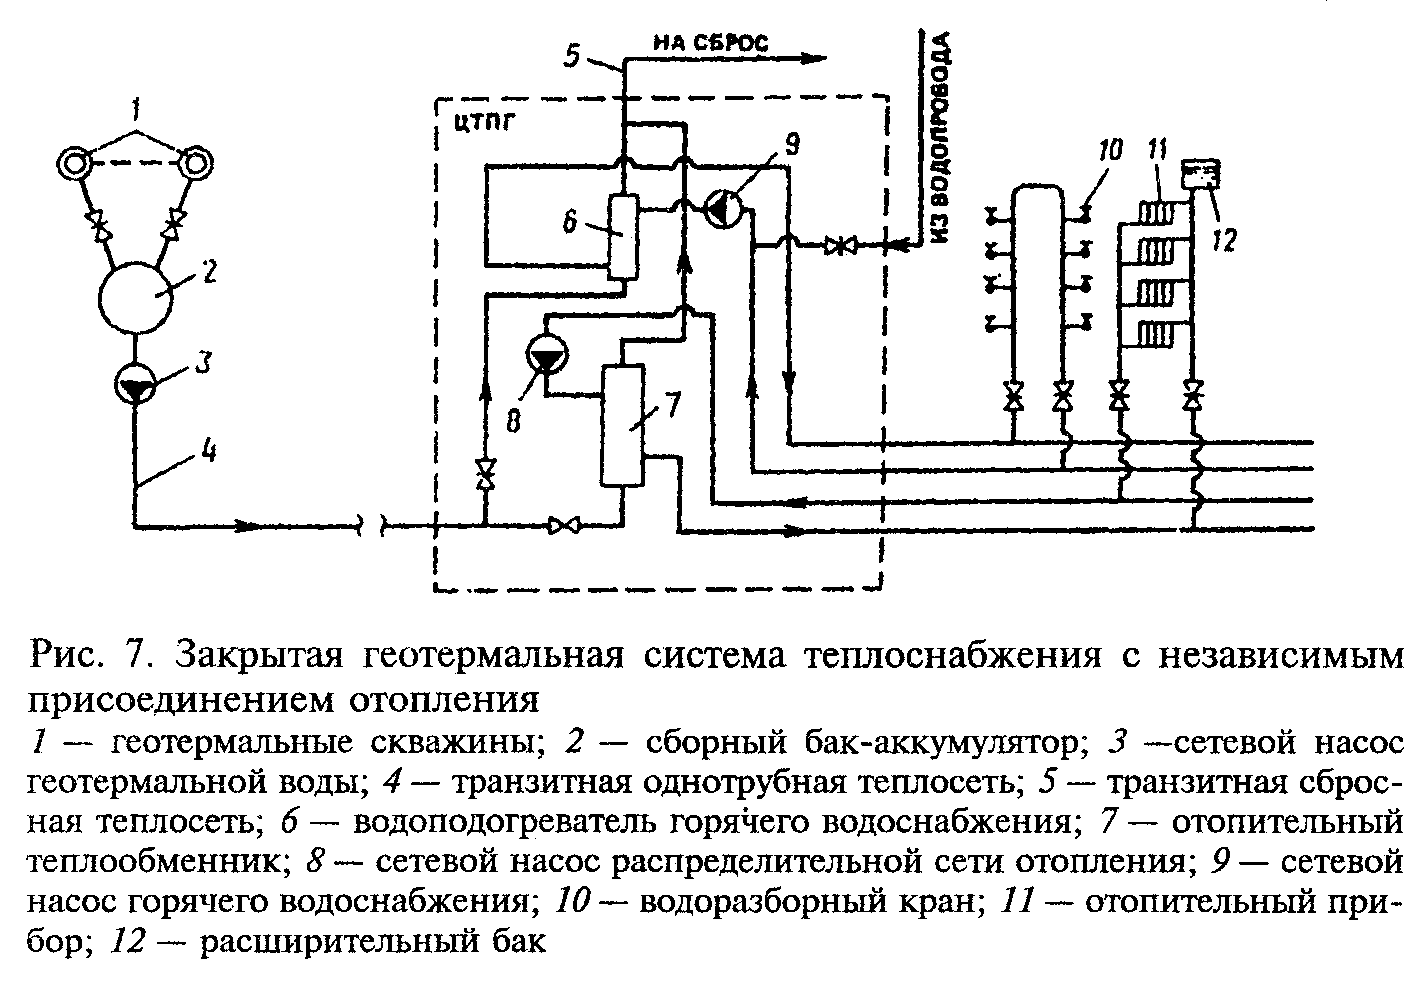 НА СБРОС
ИЗ ВОДОПРОВОДА
ЦТПГ
1
2
3
4
5
6
7
8
9
10
11
12
Рис. 7. Закрытая геотермальная система теплоснабжения с независимым
присоединением отопления
1 — геотермальные скважины; 2 — сборный бак-аккумулятор; 3 —сетевой насос
геотермальной воды; 4 — транзитная однотрубная теплосеть; 5 — транзитная сброс-
ная теплосеть; 6 — водоподогреватель горячего водоснабжения; 7 — отопительный
теплообменник; 8 — сетевой насос распределительной сети отопления; 9 — сетевой
насос горячего водоснабжения; 10 — водоразборный кран; 11 — отопительный при-
бор; 12 — расширительный бак